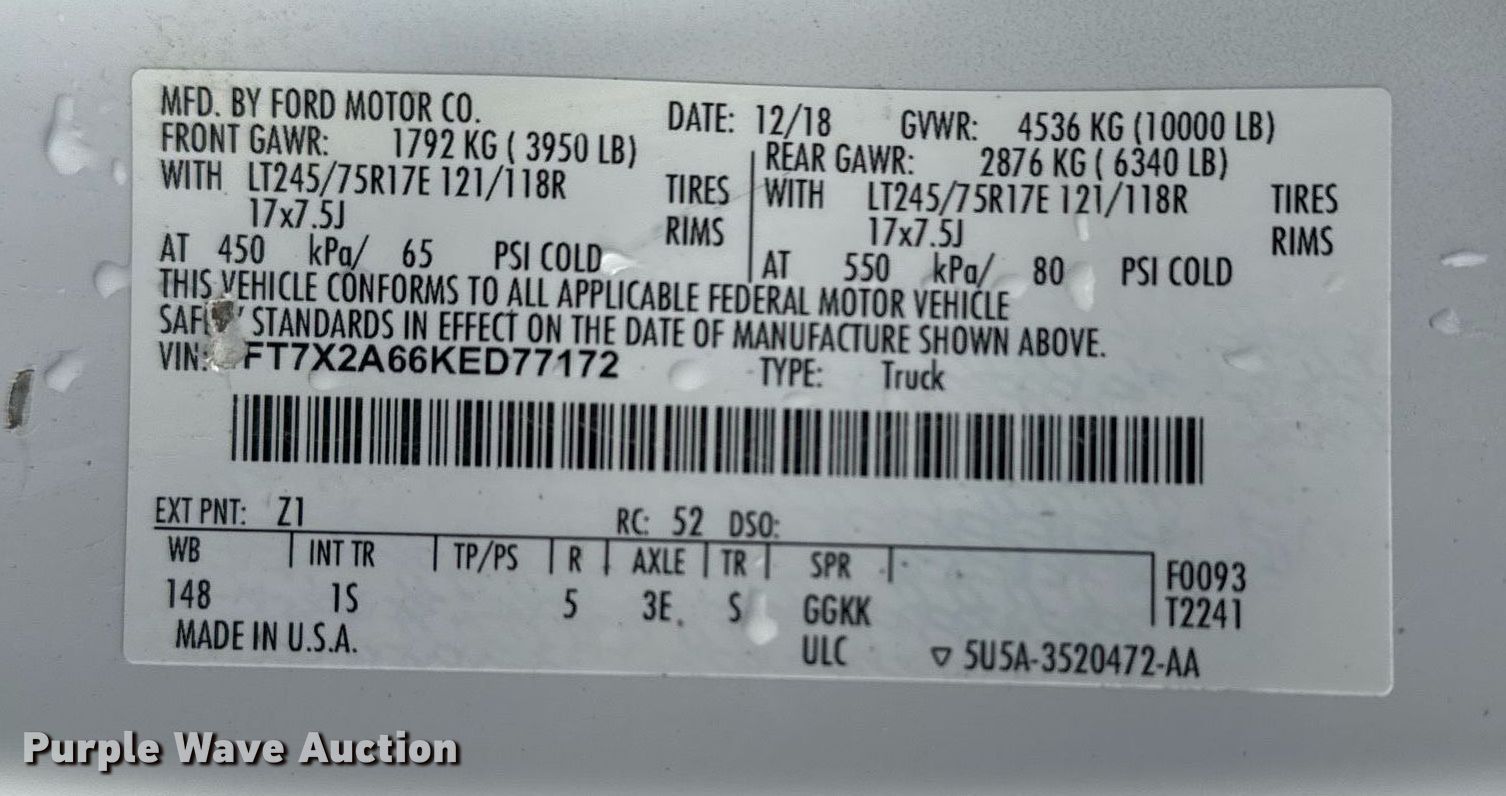 MFD. BY FORD MOTOR CO. DATE: 12/18 GVWR: 4536 KG (10000 LB)
FRONT GAWR: 1792 KG ( 3950 LB) REAR GAWR: 2876 KG ( 6340 LB)
WITH LT245/75R17E 121/118R TIRES WITH LT245/75R17E 121/118R TIRES
17x7.5J RIMS 17x7.5J RIMS
AT 450 kPa/ 65 PSI COLD AT 550 kPa/ 80 PSI COLD
THIS VEHICLE CONFORMS TO ALL APPLICABLE FEDERAL MOTOR VEHICLE
SAFETY STANDARDS IN EFFECT ON THE DATE OF MANUFACTURE SHOWN ABOVE.
VIN: FT7X2A66KED77172 TYPE: Truck
EXT PNT: Z1 RC: 52 DSO:
WB INT TR TP/PS R AXLE TR SPR F0093
148 1S 5 3E S GGKK T2241
MADE IN U.S.A. ULC 5U5A-3520472-AA
Purple Wave Auction